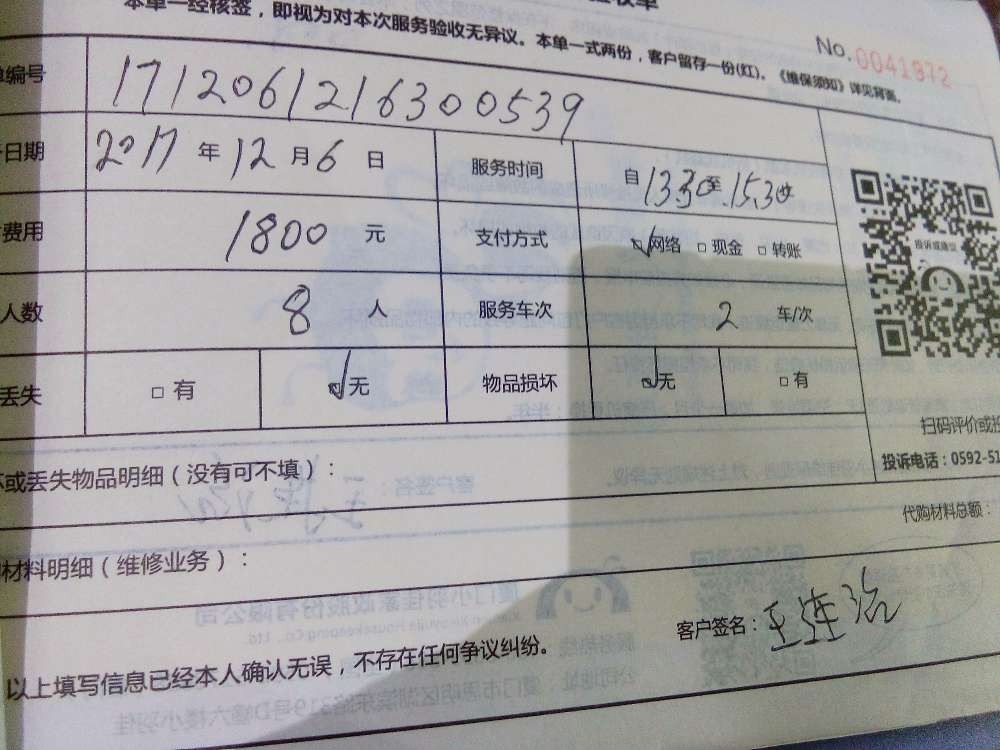 本单一经核签，即视为对本次服务验收无异议。本单一式两份，客户留存一份(红)。《维保须知》详见背面。
No.0041872
编号 171206121630 0539
日期 2017 年 12 月 6 日 服务时间 自 13:30 至 15:30
费用 1800 元 支付方式 ☑网络 □现金 □转账
人数 8 人 服务车次 2 车/次
丢失 □有 ☑无 物品损坏 ☑无 □有
投诉或建议
扫码评价或投
投诉电话：0592-51
或丢失物品明细（没有可不填）：
代购材料总额：
材料明细（维修业务）：
客户签名：王连治
以上填写信息已经本人确认无误，不存在任何争议纠纷。